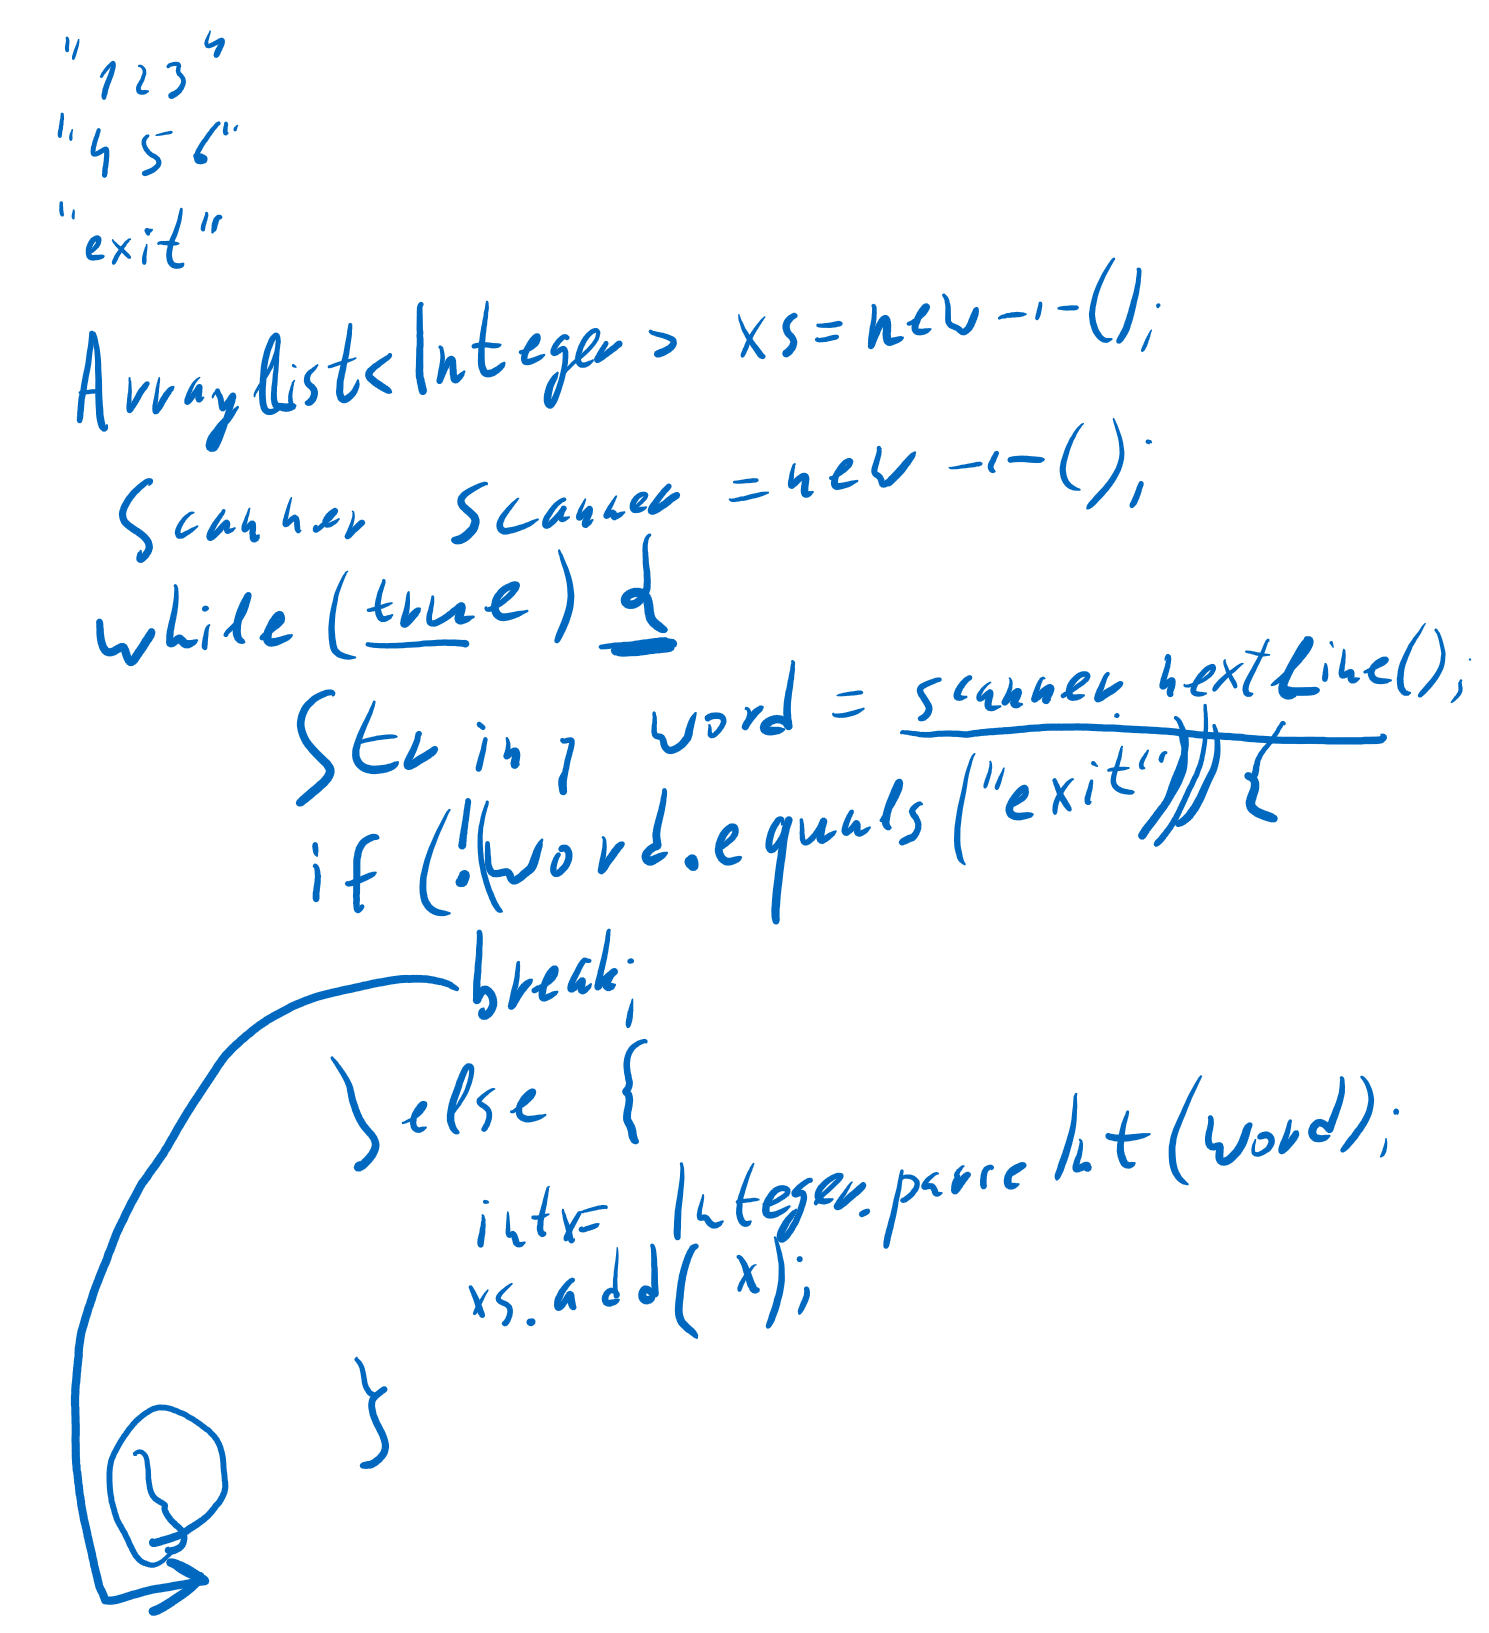 "123"
"456"
"exit"
ArrayList<Integer> xs = new -"-();
Scanner scanner = new -"-();
while (true) {
String word = scanner.nextLine();
if (!(word.equals("exit"))) {
break;
} else {
int x = Integer.parseInt(word);
xs.add(x);
}
}